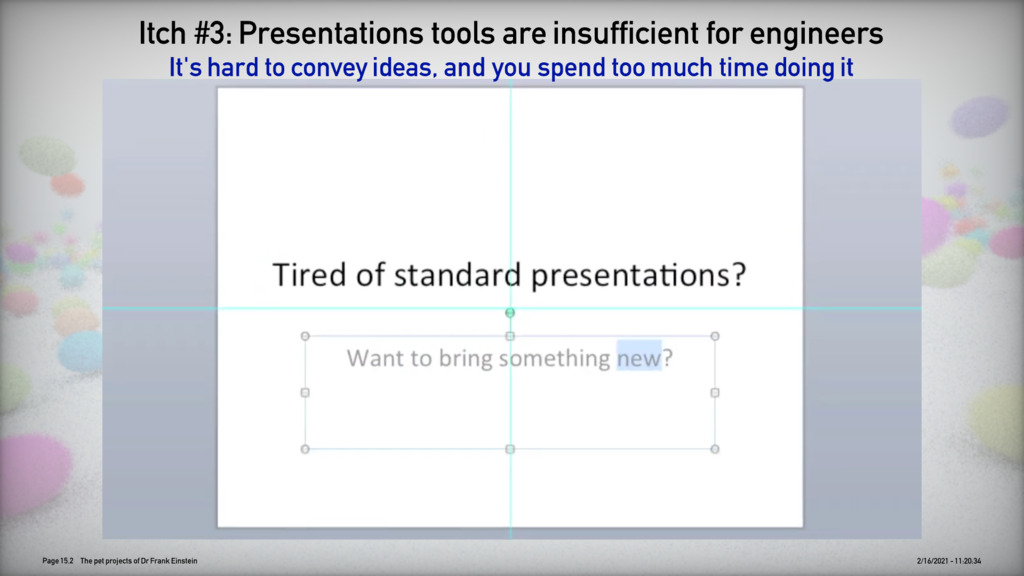 Itch #3: Presentations tools are insufficient for engineers
It's hard to convey ideas, and you spend too much time doing it
Tired of standard presentations?
Want to bring something new?
Page 15.2 The pet projects of Dr Frank Einstein
2/16/2021 - 11:20:34